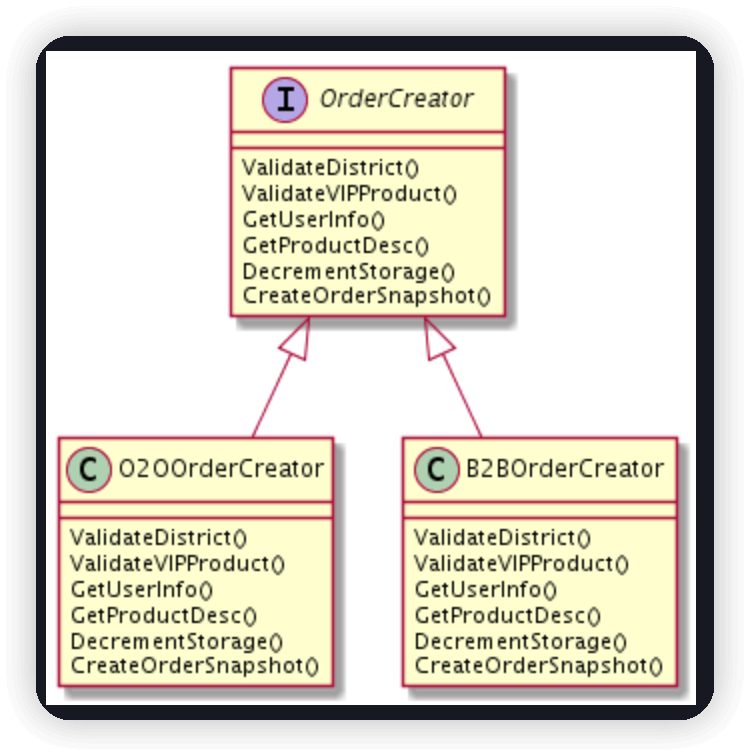 I OrderCreator
ValidateDistrict()
ValidateVIPProduct()
GetUserInfo()
GetProductDesc()
DecrementStorage()
CreateOrderSnapshot()
C O2OOrderCreator
ValidateDistrict()
ValidateVIPProduct()
GetUserInfo()
GetProductDesc()
DecrementStorage()
CreateOrderSnapshot()
C B2BOrderCreator
ValidateDistrict()
ValidateVIPProduct()
GetUserInfo()
GetProductDesc()
DecrementStorage()
CreateOrderSnapshot()